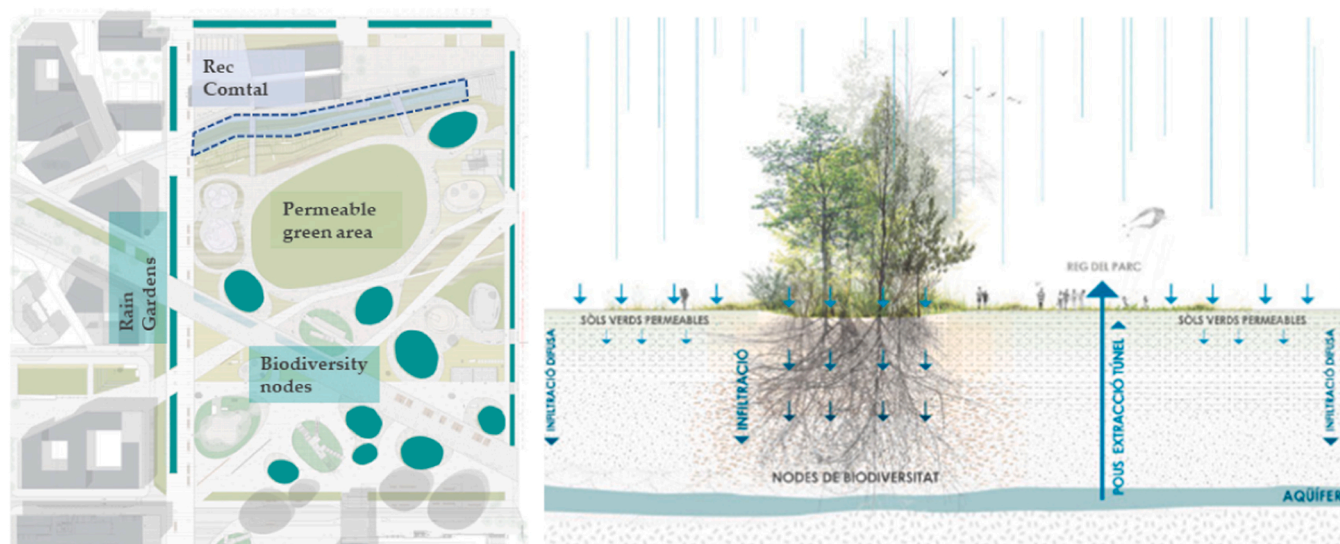 Rec
Comtal
Permeable
green area
Rain
Gardens
Biodiversity
nodes
REG DEL PARC
SÒLS VERDS PERMEABLES
SÒLS VERDS PERMEABLES
INFILTRACIÓ DIFUSA
INFILTRACIÓ
POUS EXTRACCIÓ TÚNEL
INFILTRACIÓ DIFUSA
NODES DE BIODIVERSITAT
AQÜÍFER